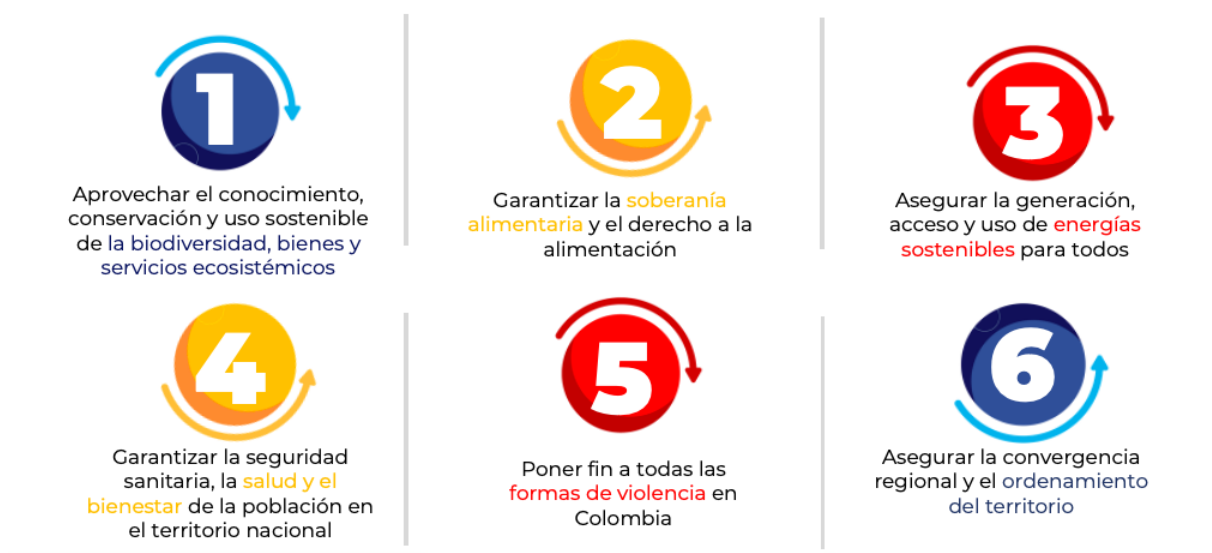 1
Aprovechar el conocimiento,
conservación y uso sostenible
de la biodiversidad, bienes y
servicios ecosistémicos
2
Garantizar la soberanía
alimentaria y el derecho a la
alimentación
3
Asegurar la generación,
acceso y uso de energías
sostenibles para todos
4
Garantizar la seguridad
sanitaria, la salud y el
bienestar de la población en
el territorio nacional
5
Poner fin a todas las
formas de violencia en
Colombia
6
Asegurar la convergencia
regional y el ordenamiento
del territorio